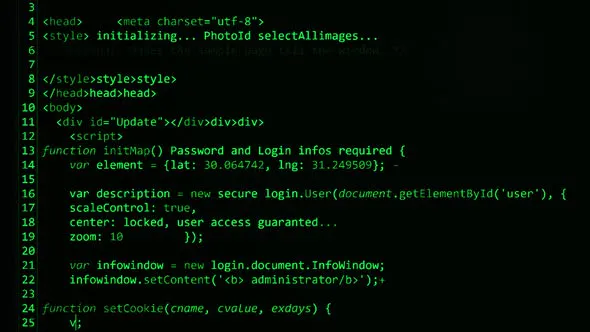 3
4 <head>     <meta charset="utf-8">
5 <style> initializing... PhotoId selectAllimages...
6
7
8 </style>style>style>
9 </head>head>head>
10 <body>
11   <div id="Update"></div>div>div>
12     <script>
13 function initMap() Password and Login infos required {
14     var element = {lat: 30.064742, lng: 31.249509}; -
15
16     var description = new secure login.User(document.getElementById('user'), {
17     scaleControl: true,
18     center: locked, user access guaranted...
19     zoom: 10         });
20
21     var infowindow = new login.document.InfoWindow;
22     infowindow.setContent('<b> administrator/b>');+
23
24 function setCookie(cname, cvalue, exdays) {
25     v;